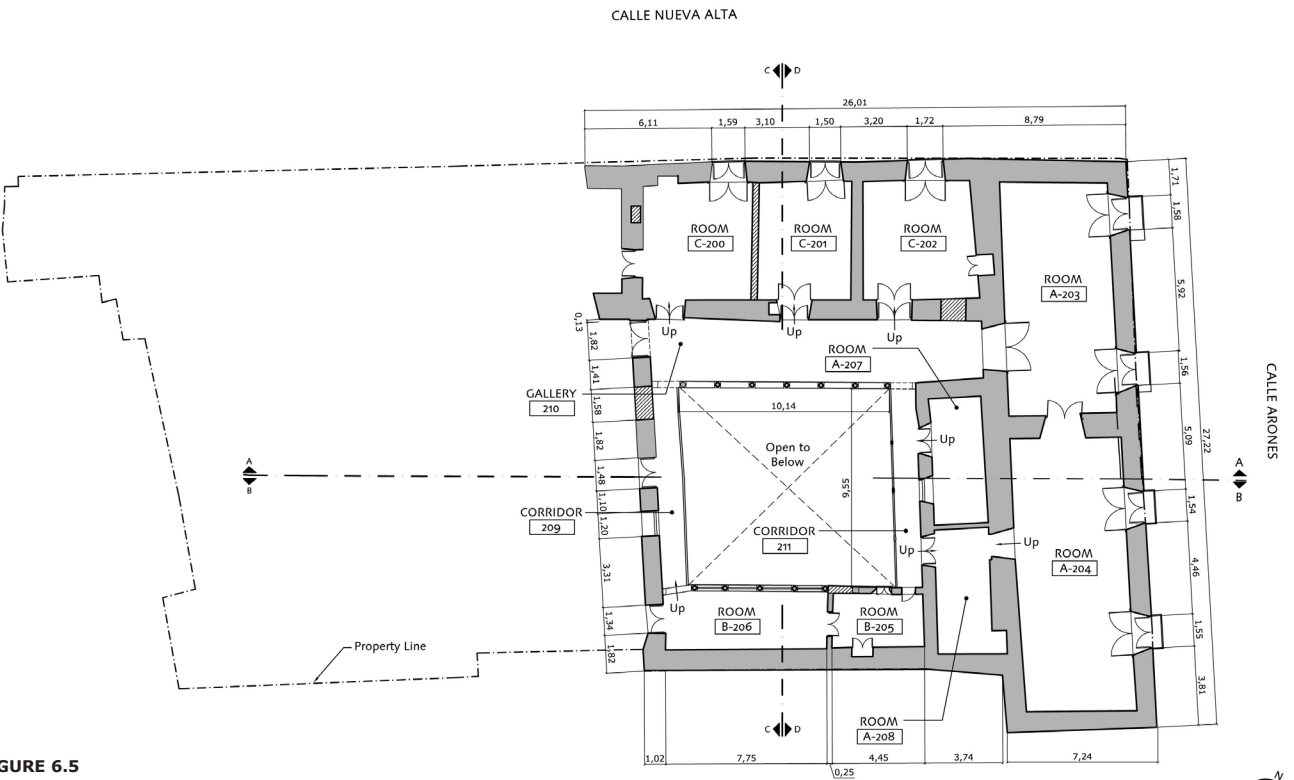 CALLE NUEVA ALTA
C D
26,01
6,11 1,59 3,10 1,50 3,20 1,72 8,79
1,71
1,58
5,92
1,56
5,09
27,22
1,54
4,46
1,55
3,81
CALLE ARONES
ROOM
C-200
ROOM
C-201
ROOM
C-202
ROOM
A-203
Up
Up
Up
ROOM
A-207
0,13
1,82
1,41
1,58
1,82
1,48
1,10
1,20
3,31
1,34
1,82
GALLERY
210
10,14
Open to
Below
9,55
Up
A
B
A
B
CORRIDOR
209
CORRIDOR
211
Up
Up
ROOM
A-204
Up
ROOM
B-206
ROOM
B-205
Property Line
ROOM
A-208
C D
1,02 7,75 0,25 4,45 3,74 7,24
GURE 6.5
N